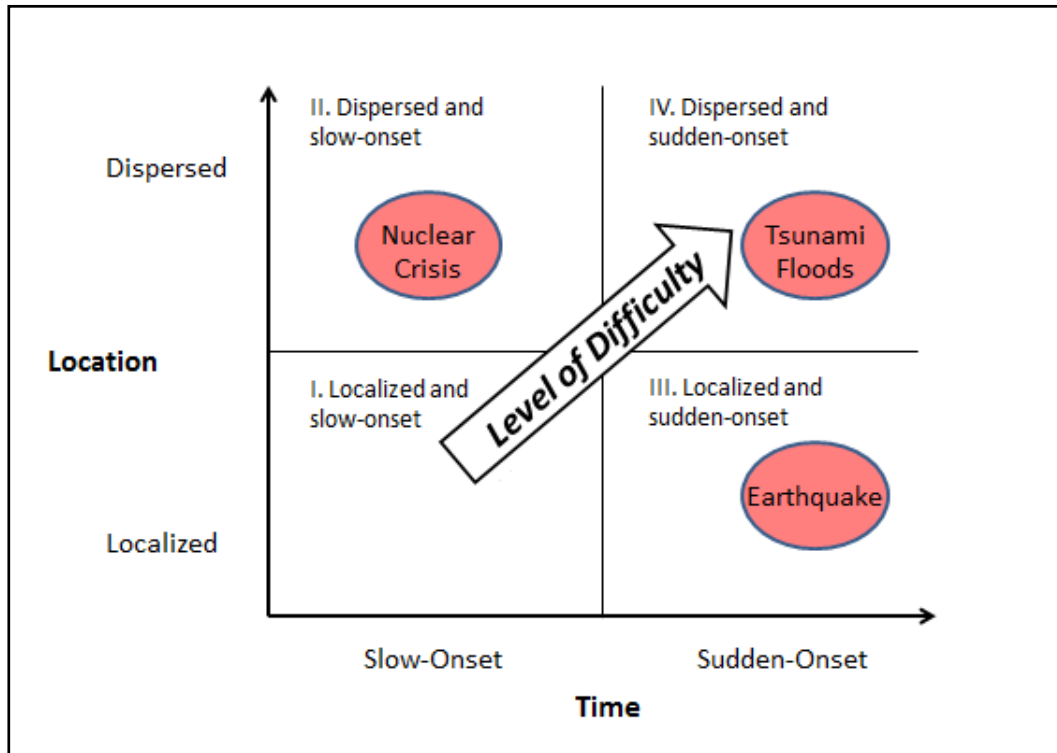 II. Dispersed and
slow-onset
IV. Dispersed and
sudden-onset
Dispersed
Nuclear
Crisis
Tsunami
Floods
Level of Difficulty
Location
I. Localized and
slow-onset
III. Localized and
sudden-onset
Earthquake
Localized
Slow-Onset
Sudden-Onset
Time